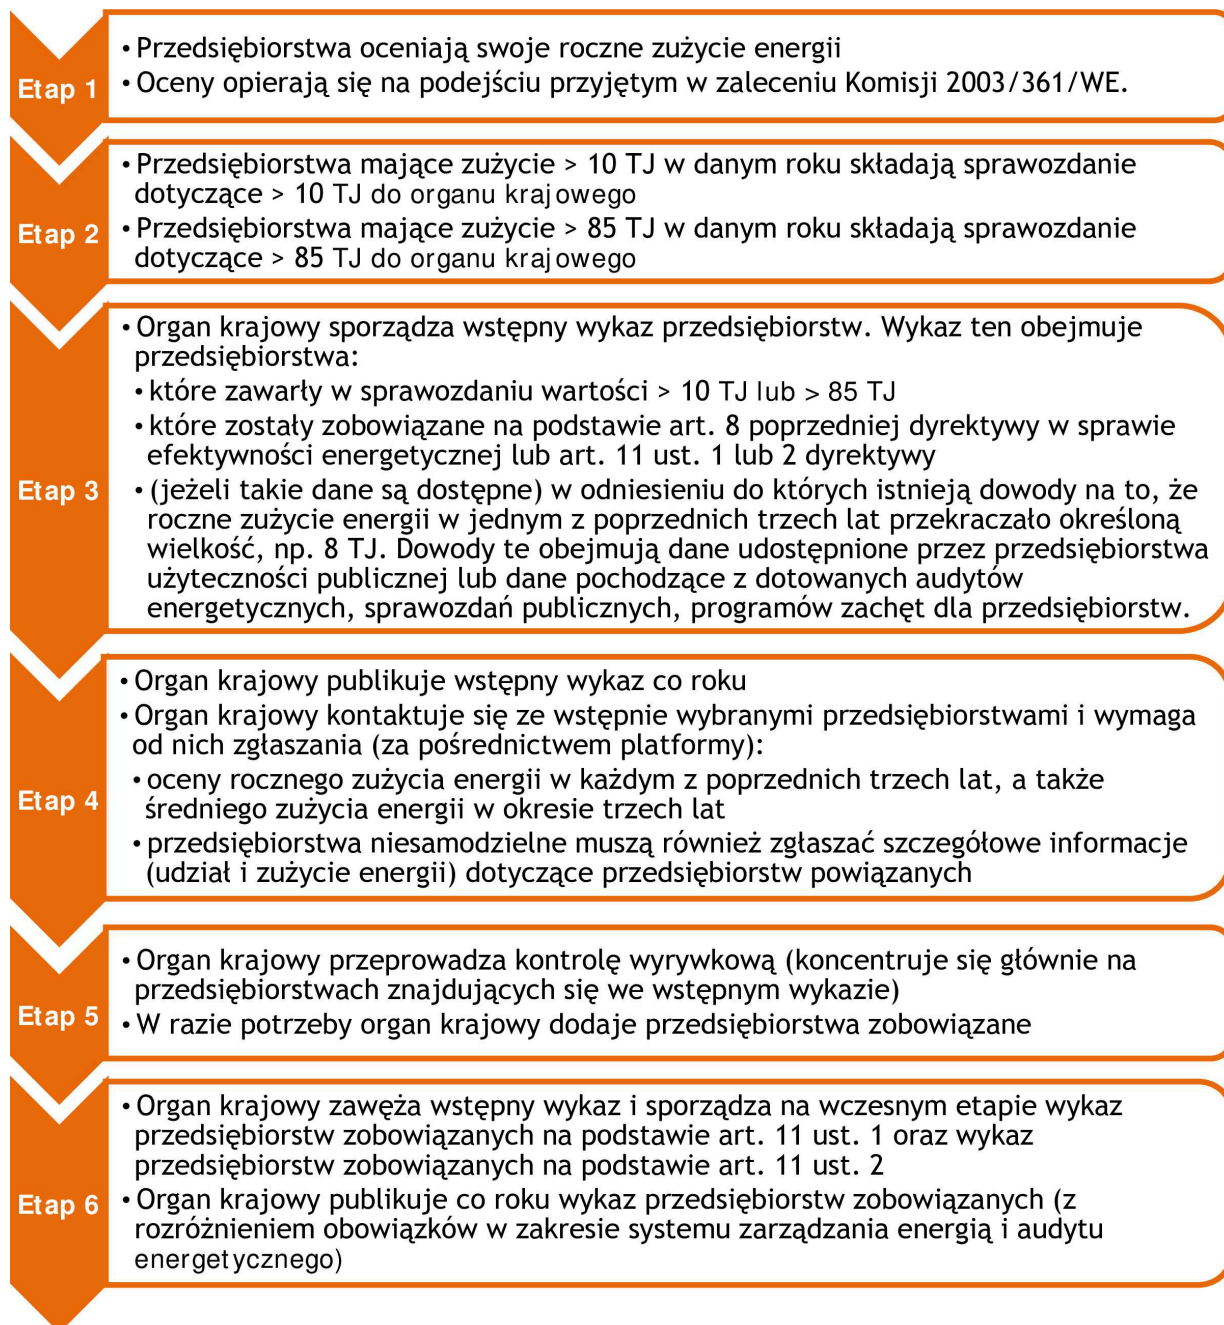 Etap 1
• Przedsiębiorstwa oceniają swoje roczne zużycie energii
• Oceny opierają się na podejściu przyjętym w zaleceniu Komisji 2003/361/WE.
Etap 2
• Przedsiębiorstwa mające zużycie > 10 TJ w danym roku składają sprawozdanie
dotyczące > 10 TJ do organu krajowego
• Przedsiębiorstwa mające zużycie > 85 TJ w danym roku składają sprawozdanie
dotyczące > 85 TJ do organu krajowego
Etap 3
• Organ krajowy sporządza wstępny wykaz przedsiębiorstw. Wykaz ten obejmuje
przedsiębiorstwa:
• które zawarły w sprawozdaniu wartości > 10 TJ lub > 85 TJ
• które zostały zobowiązane na podstawie art. 8 poprzedniej dyrektywy w sprawie
efektywności energetycznej lub art. 11 ust. 1 lub 2 dyrektywy
• (jeżeli takie dane są dostępne) w odniesieniu do których istnieją dowody na to, że
roczne zużycie energii w jednym z poprzednich trzech lat przekraczało określoną
wielkość, np. 8 TJ. Dowody te obejmują dane udostępnione przez przedsiębiorstwa
użyteczności publicznej lub dane pochodzące z dotowanych audytów
energetycznych, sprawozdań publicznych, programów zachęt dla przedsiębiorstw.
Etap 4
• Organ krajowy publikuje wstępny wykaz co roku
• Organ krajowy kontaktuje się ze wstępnie wybranymi przedsiębiorstwami i wymaga
od nich zgłaszania (za pośrednictwem platformy):
• oceny rocznego zużycia energii w każdym z poprzednich trzech lat, a także
średniego zużycia energii w okresie trzech lat
• przedsiębiorstwa niesamodzielne muszą również zgłaszać szczegółowe informacje
(udział i zużycie energii) dotyczące przedsiębiorstw powiązanych
Etap 5
• Organ krajowy przeprowadza kontrolę wyrywkową (koncentruje się głównie na
przedsiębiorstwach znajdujących się we wstępnym wykazie)
• W razie potrzeby organ krajowy dodaje przedsiębiorstwa zobowiązane
Etap 6
• Organ krajowy zawęża wstępny wykaz i sporządza na wczesnym etapie wykaz
przedsiębiorstw zobowiązanych na podstawie art. 11 ust. 1 oraz wykaz
przedsiębiorstw zobowiązanych na podstawie art. 11 ust. 2
• Organ krajowy publikuje co roku wykaz przedsiębiorstw zobowiązanych (z
rozróżnieniem obowiązków w zakresie systemu zarządzania energią i audytu
energetycznego)